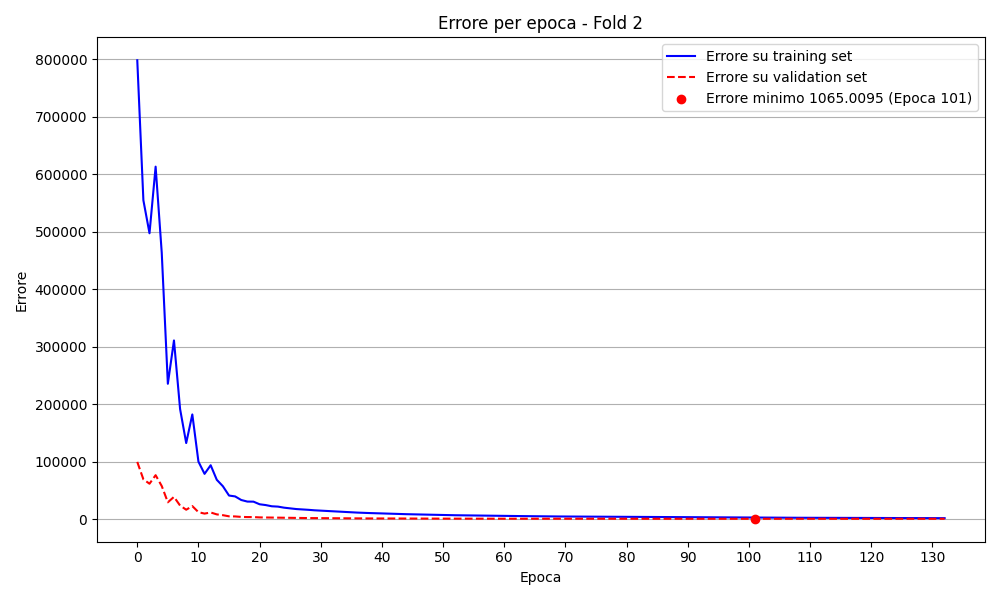 Errore per epoca - Fold 2
Errore su training set
Errore su validation set
Errore minimo 1065.0095 (Epoca 101)
Errore
800000
700000
600000
500000
400000
300000
200000
100000
0
0 10 20 30 40 50 60 70 80 90 100 110 120 130
Epoca